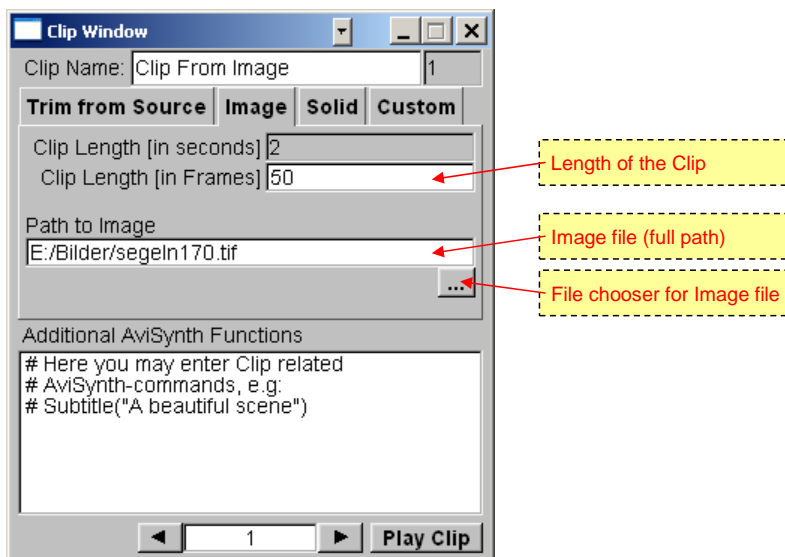 Clip Window
Clip Name: Clip From Image 1
Trim from Source Image Solid Custom
Clip Length [in seconds] 2
Clip Length [in Frames] 50
Length of the Clip
Path to Image
E:/Bilder/segeln170.tif
Image file (full path)
...
File chooser for Image file
Additional AviSynth Functions
# Here you may enter Clip related
# AviSynth-commands, e.g:
# Subtitle("A beautiful scene")
1
Play Clip